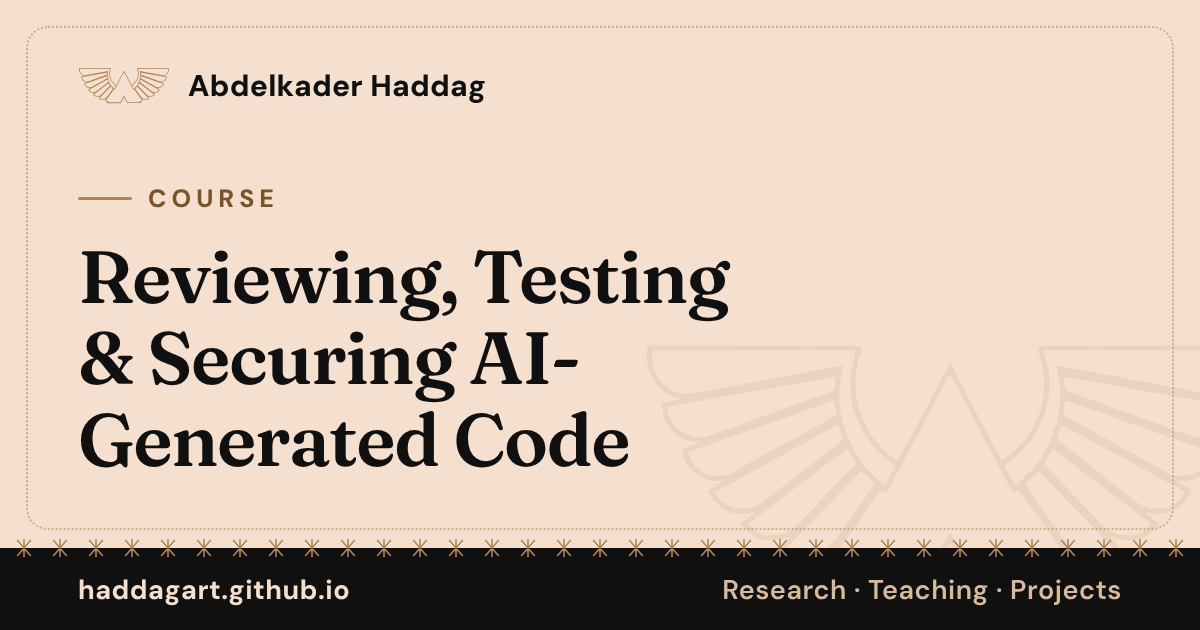 Abdelkader Haddag
COURSE
Reviewing, Testing
& Securing AI-
Generated Code
haddagart.github.io
Research · Teaching · Projects